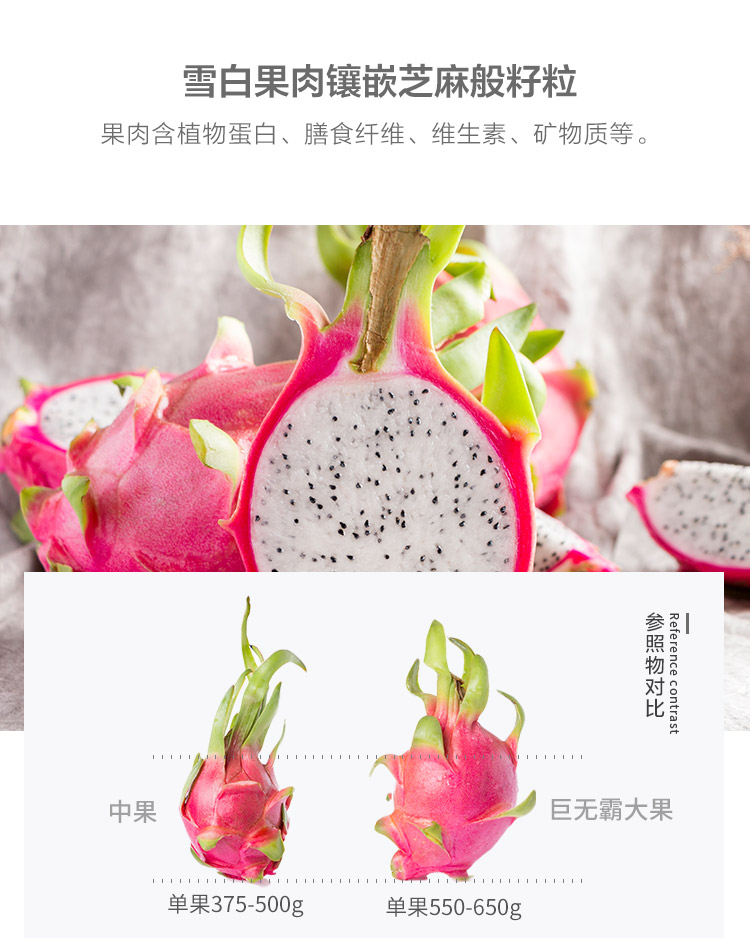 雪白果肉镶嵌芝麻般籽粒
果肉含植物蛋白、膳食纤维、维生素、矿物质等。
参照物对比
Reference contrast
中果
巨无霸大果
单果375-500g
单果550-650g